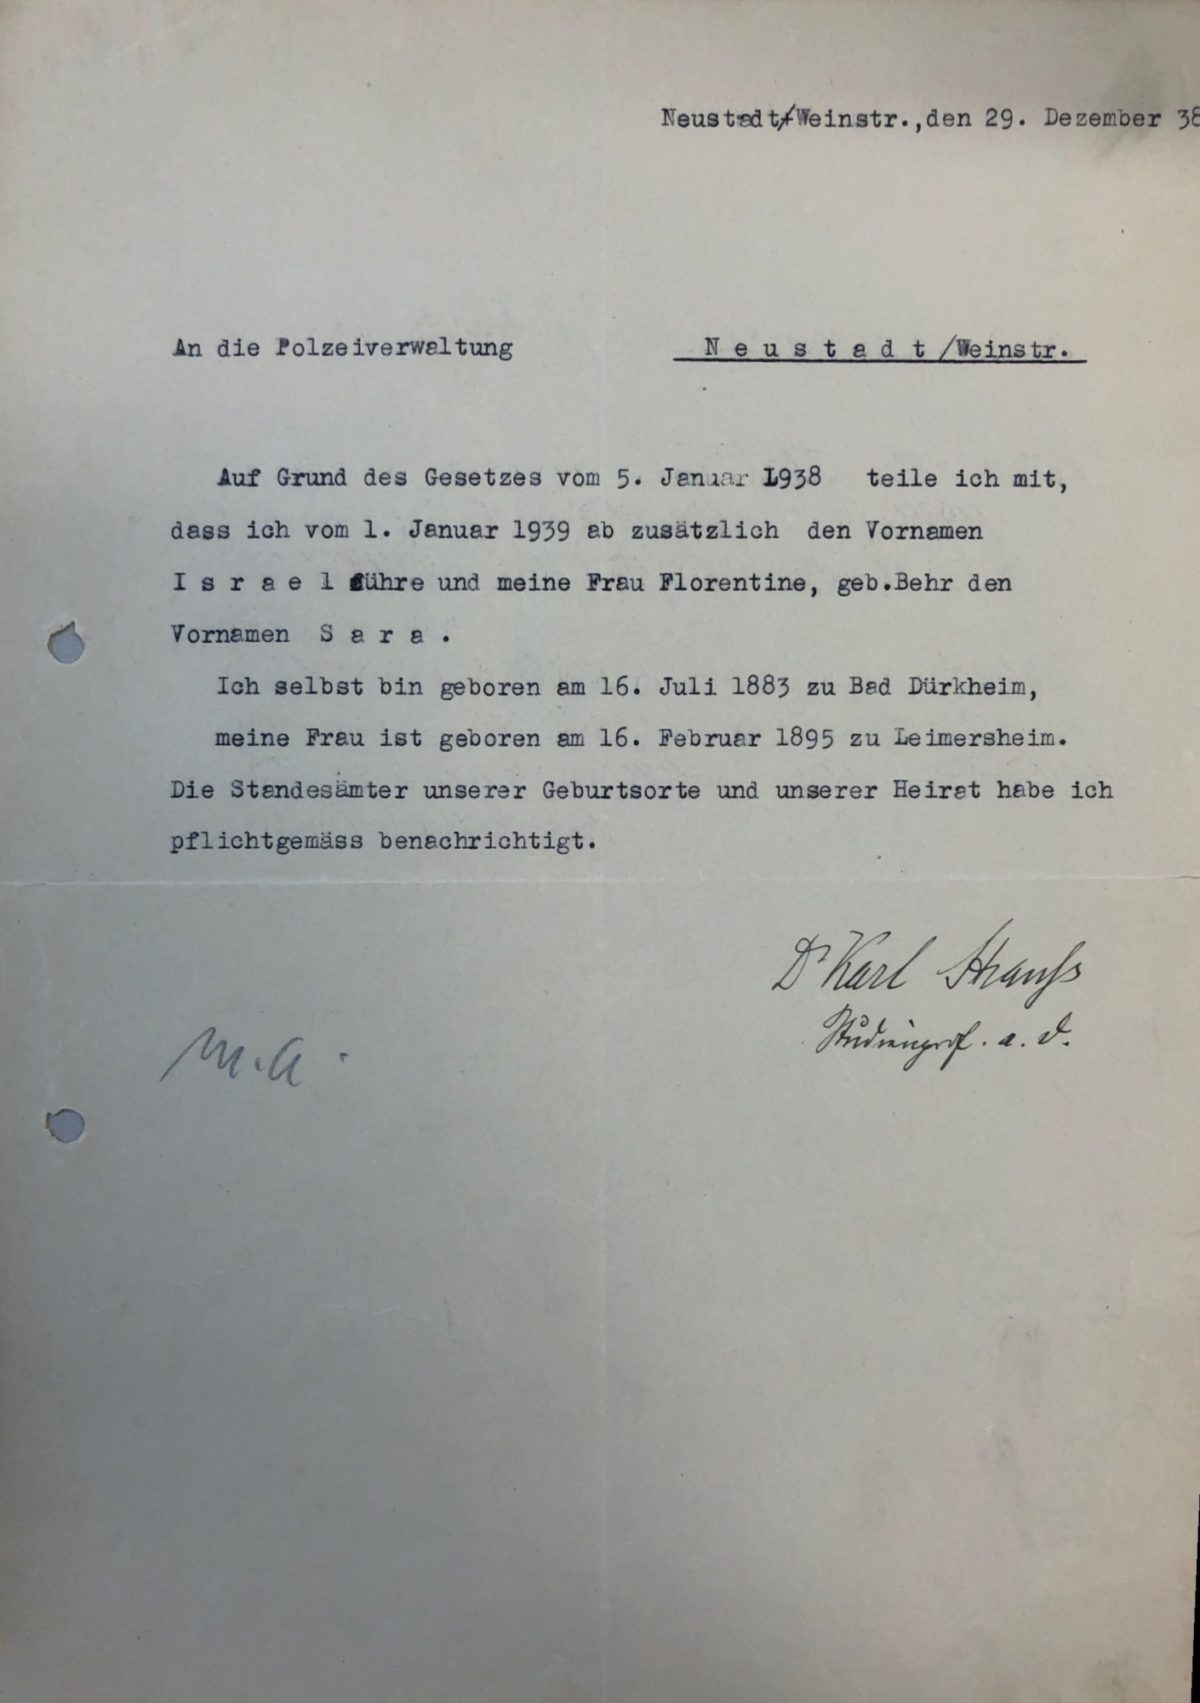 Neustadt/Weinstr.,den 29. Dezember 38
An die Polzeiverwaltung N e u s t a d t /Weinstr.
Auf Grund des Gesetzes vom 5. Januar 1938 teile ich mit,
dass ich vom 1. Januar 1939 ab zusätzlich den Vornamen
I s r a e l führe und meine Frau Florentine, geb.Behr den
Vornamen S a r a .
Ich selbst bin geboren am 16. Juli 1883 zu Bad Dürkheim,
meine Frau ist geboren am 16. Februar 1895 zu Leimersheim.
Die Standesämter unserer Geburtsorte und unserer Heirat habe ich
pflichtgemäss benachrichtigt.
Dr Karl Strauß
Studienprof. a. D.
M.A.